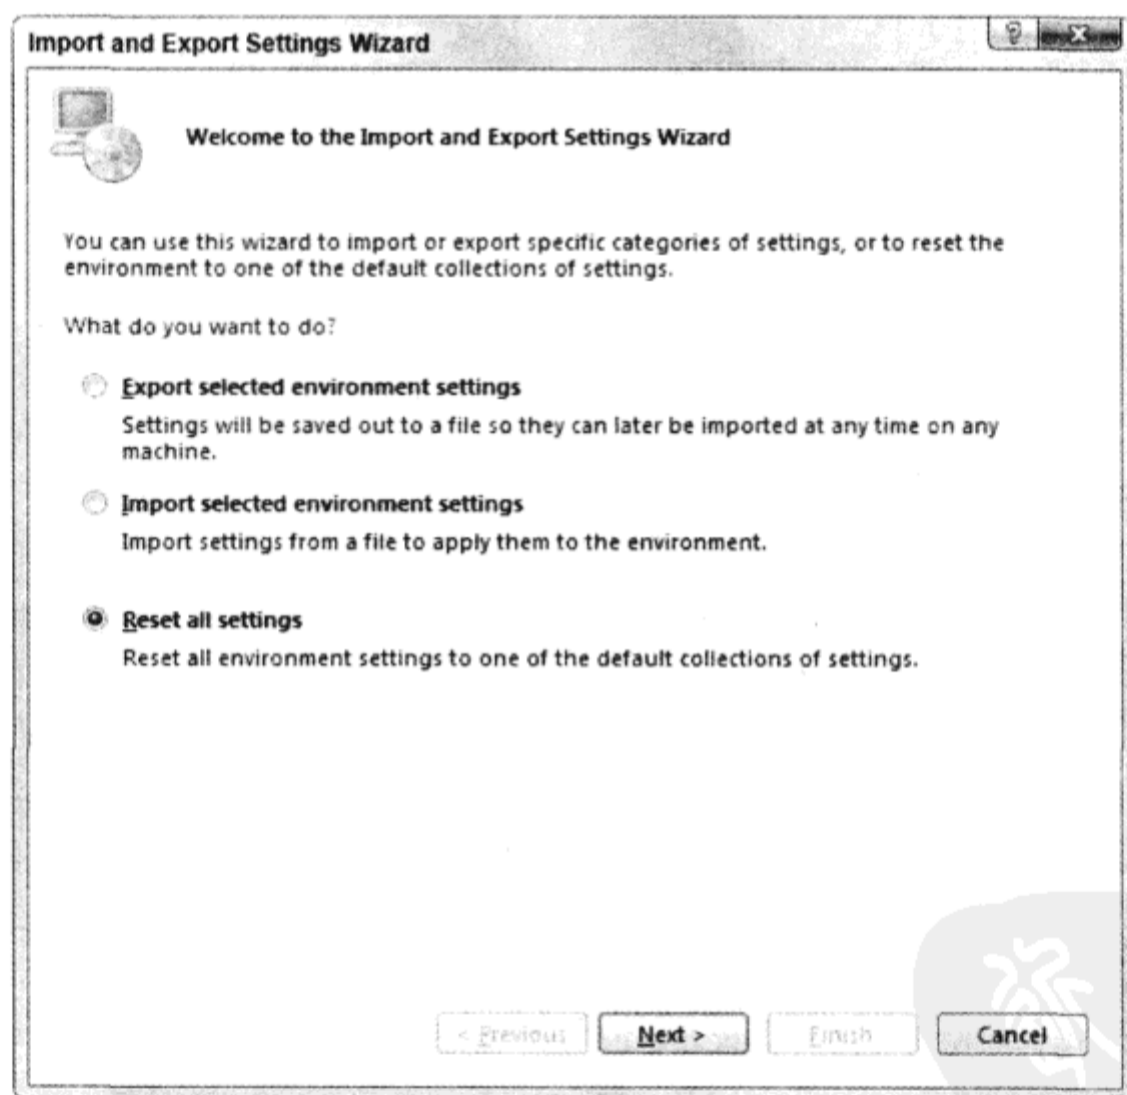 Import and Export Settings Wizard
Welcome to the Import and Export Settings Wizard
You can use this wizard to import or export specific categories of settings, or to reset the
environment to one of the default collections of settings.
What do you want to do?
Export selected environment settings
Settings will be saved out to a file so they can later be imported at any time on any
machine.
Import selected environment settings
Import settings from a file to apply them to the environment.
Reset all settings
Reset all environment settings to one of the default collections of settings.
< Previous Next > Finish Cancel